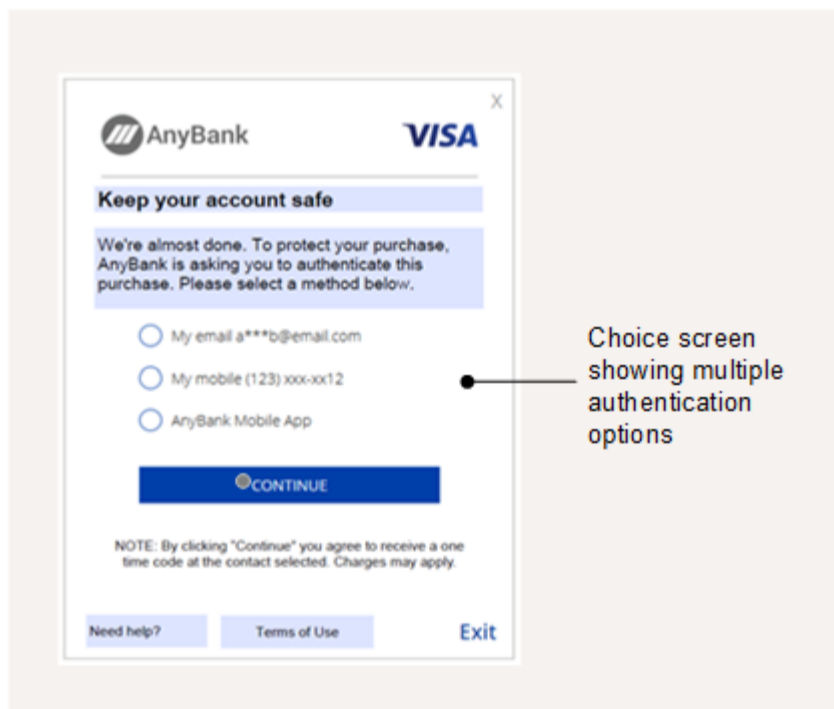 X
AnyBank
VISA
Keep your account safe
We're almost done. To protect your purchase,
AnyBank is asking you to authenticate this
purchase. Please select a method below.
My email a***b@email.com
My mobile (123) xxx-xx12
AnyBank Mobile App
CONTINUE
NOTE: By clicking "Continue" you agree to receive a one
time code at the contact selected. Charges may apply.
Need help?
Terms of Use
Exit
Choice screen
showing multiple
authentication
options